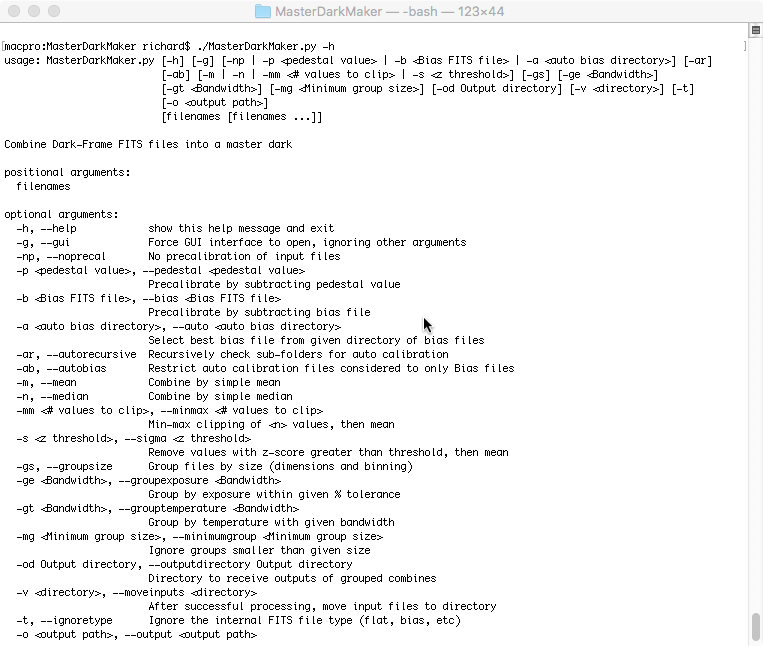 MasterDarkMaker — -bash — 123×44
[macpro:MasterDarkMaker richard$ ./MasterDarkMaker.py -h ]
usage: MasterDarkMaker.py [-h] [-g] [-np | -p <pedestal value> | -b <Bias FITS file> | -a <auto bias directory>] [-ar]
[-ab] [-m | -n | -mm <# values to clip> | -s <z threshold>] [-gs] [-ge <Bandwidth>]
[-gt <Bandwidth>] [-mg <Minimum group size>] [-od Output directory] [-v <directory>] [-t]
[-o <output path>]
[filenames [filenames ...]]
Combine Dark-Frame FITS files into a master dark
positional arguments:
filenames
optional arguments:
-h, --help show this help message and exit
-g, --gui Force GUI interface to open, ignoring other arguments
-np, --noprecal No precalibration of input files
-p <pedestal value>, --pedestal <pedestal value>
Precalibrate by subtracting pedestal value
-b <Bias FITS file>, --bias <Bias FITS file>
Precalibrate by subtracting bias file
-a <auto bias directory>, --auto <auto bias directory>
Select best bias file from given directory of bias files
-ar, --autorecursive Recursively check sub-folders for auto calibration
-ab, --autobias Restrict auto calibration files considered to only Bias files
-m, --mean Combine by simple mean
-n, --median Combine by simple median
-mm <# values to clip>, --minmax <# values to clip>
Min-max clipping of <n> values, then mean
-s <z threshold>, --sigma <z threshold>
Remove values with z-score greater than threshold, then mean
-gs, --groupsize Group files by size (dimensions and binning)
-ge <Bandwidth>, --groupexposure <Bandwidth>
Group by exposure within given % tolerance
-gt <Bandwidth>, --grouptemperature <Bandwidth>
Group by temperature with given bandwidth
-mg <Minimum group size>, --minimumgroup <Minimum group size>
Ignore groups smaller than given size
-od Output directory, --outputdirectory Output directory
Directory to receive outputs of grouped combines
-v <directory>, --moveinputs <directory>
After successful processing, move input files to directory
-t, --ignoretype Ignore the internal FITS file type (flat, bias, etc)
-o <output path>, --output <output path>